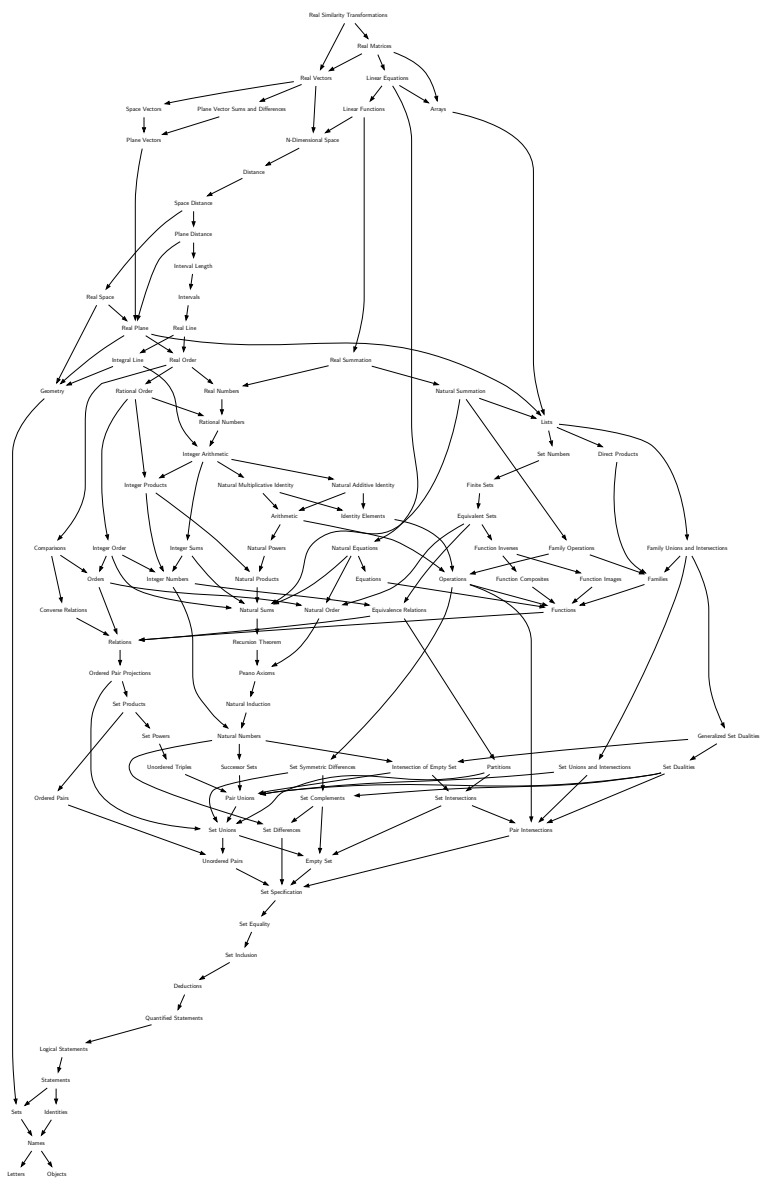 Real Similarity Transformations
Real Matrices
Real Vectors
Linear Equations
Space Vectors
Plane Vector Sums and Differences
Linear Functions
Arrays
Plane Vectors
N-Dimensional Space
Distance
Space Distance
Plane Distance
Interval Length
Real Space
Intervals
Real Plane
Real Line
Integral Line
Real Order
Real Summation
Geometry
Rational Order
Real Numbers
Natural Summation
Rational Numbers
Lists
Integer Arithmetic
Set Numbers
Direct Products
Integer Products
Natural Multiplicative Identity
Natural Additive Identity
Finite Sets
Arithmetic
Identity Elements
Equivalent Sets
Comparisons
Integer Order
Integer Sums
Natural Powers
Natural Equations
Function Inverses
Family Operations
Family Unions and Intersections
Orders
Integer Numbers
Natural Products
Equations
Operations
Function Composites
Function Images
Families
Converse Relations
Natural Sums
Natural Order
Equivalence Relations
Functions
Relations
Recursion Theorem
Ordered Pair Projections
Peano Axioms
Set Products
Natural Induction
Set Powers
Natural Numbers
Generalized Set Dualities
Unordered Triples
Successor Sets
Set Symmetric Differences
Intersection of Empty Set
Partitions
Set Unions and Intersections
Set Dualities
Ordered Pairs
Pair Unions
Set Complements
Set Intersections
Set Unions
Set Differences
Pair Intersections
Unordered Pairs
Empty Set
Set Specification
Set Equality
Set Inclusion
Deductions
Quantified Statements
Logical Statements
Statements
Sets
Identities
Names
Letters
Objects